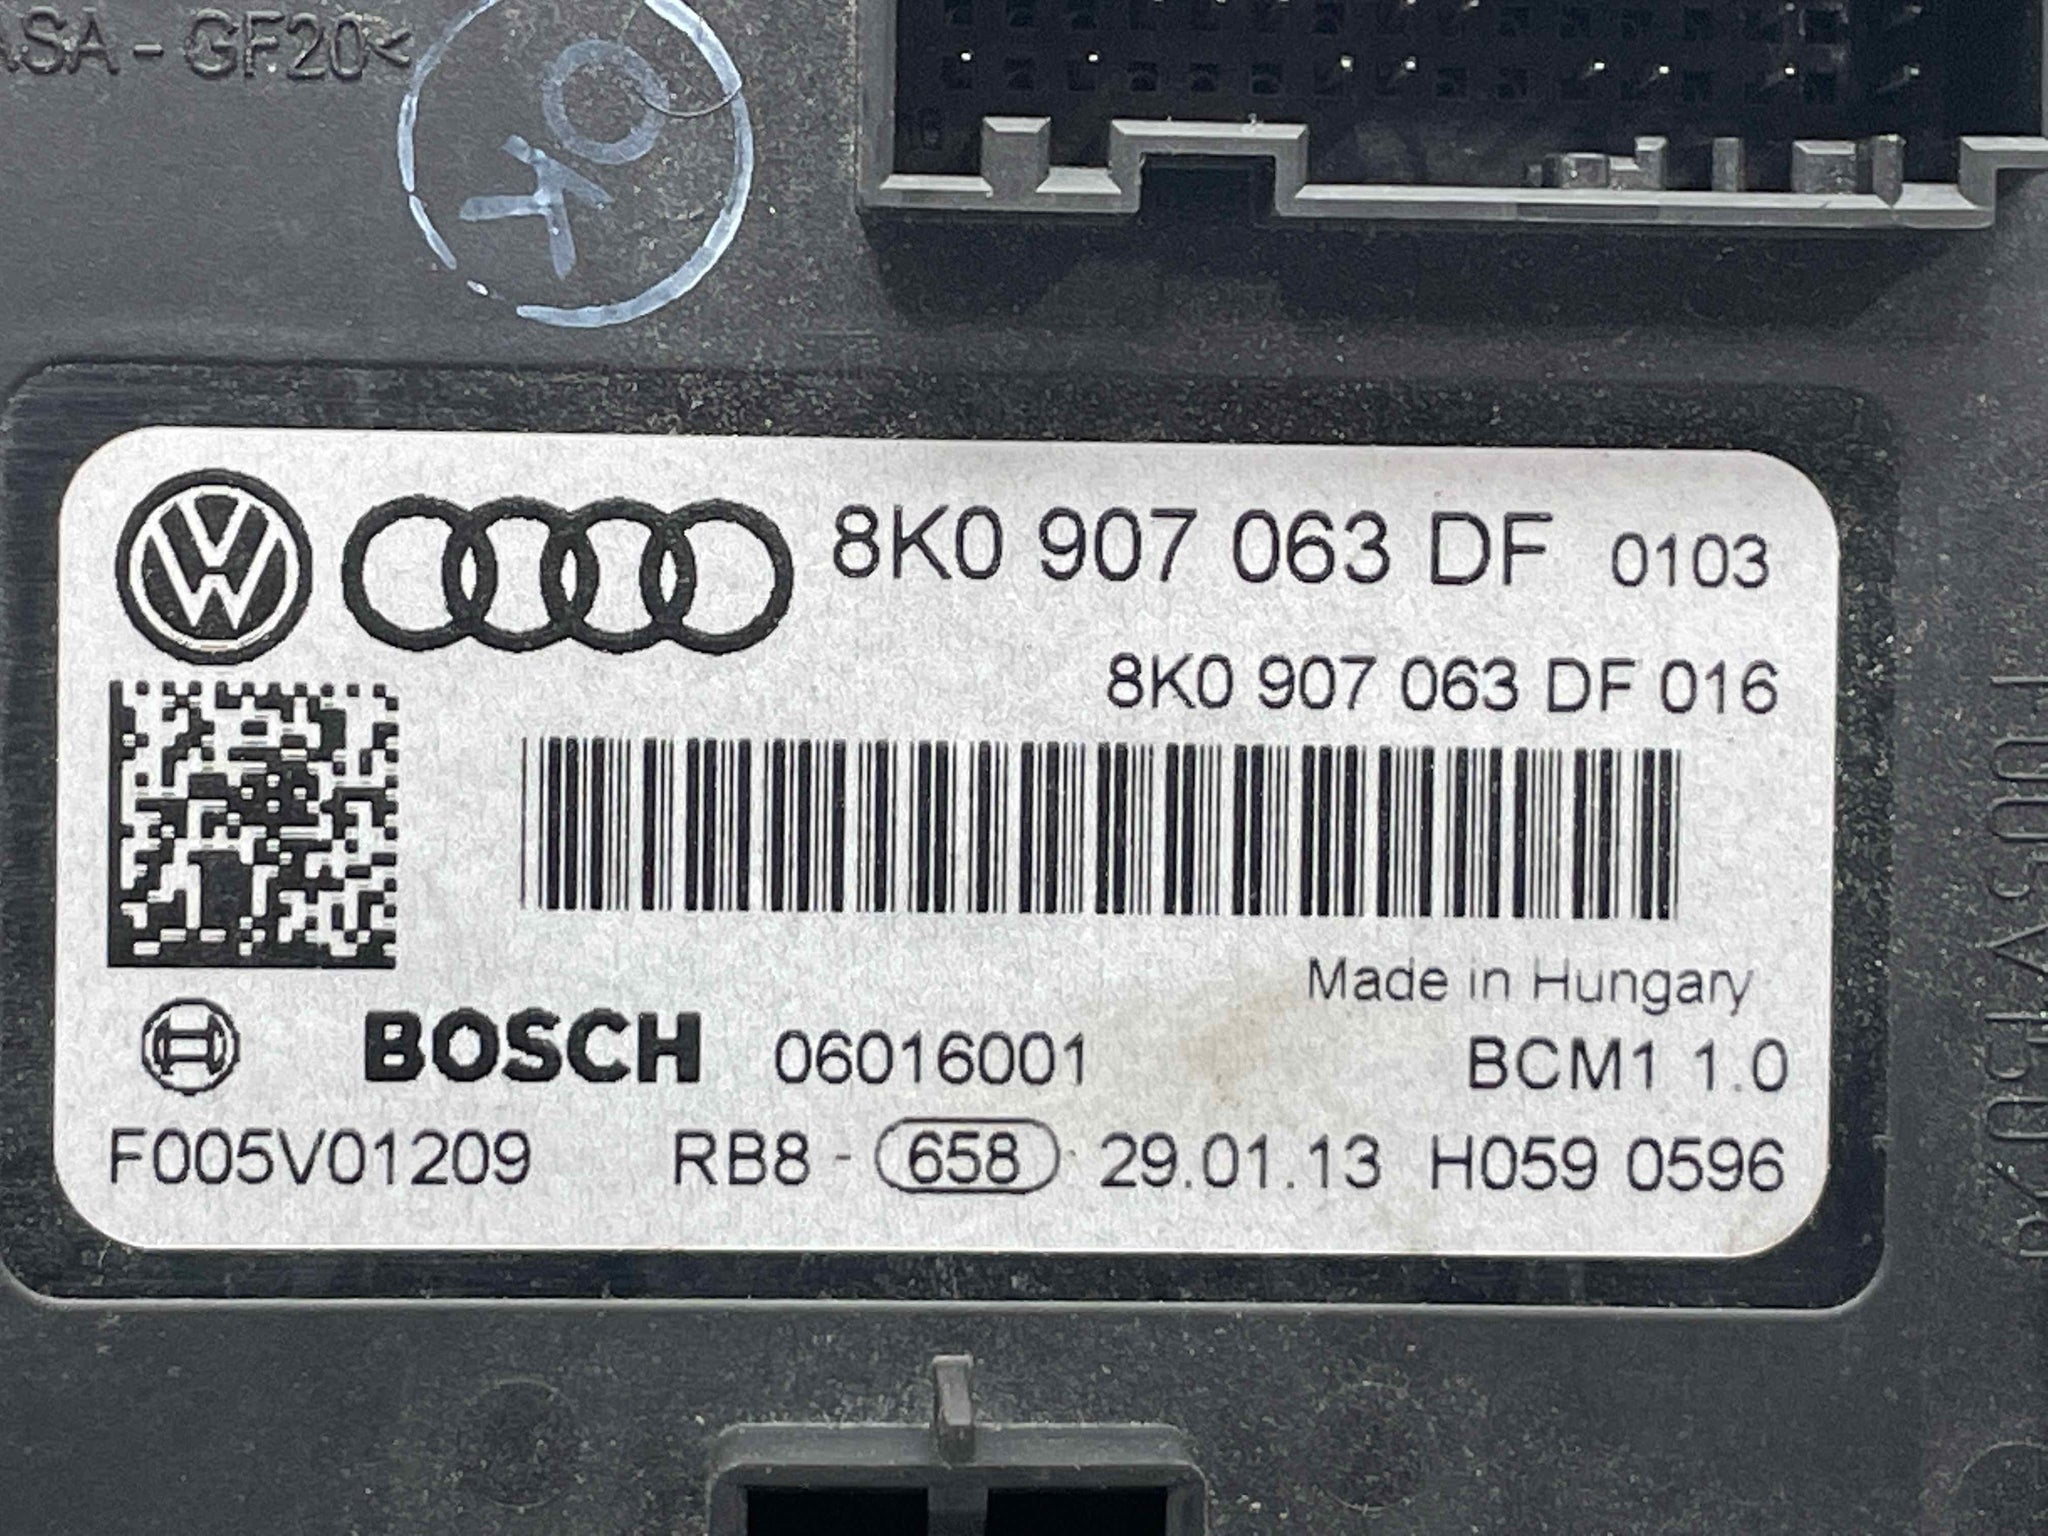 ASA - GF20<
OK
8K0 907 063 DF 0103
8K0 907 063 DF 016
Made in Hungary
BOSCH 06016001 BCM1 1.0
F005V01209 RB8 - 658 29.01.13 H059 0596